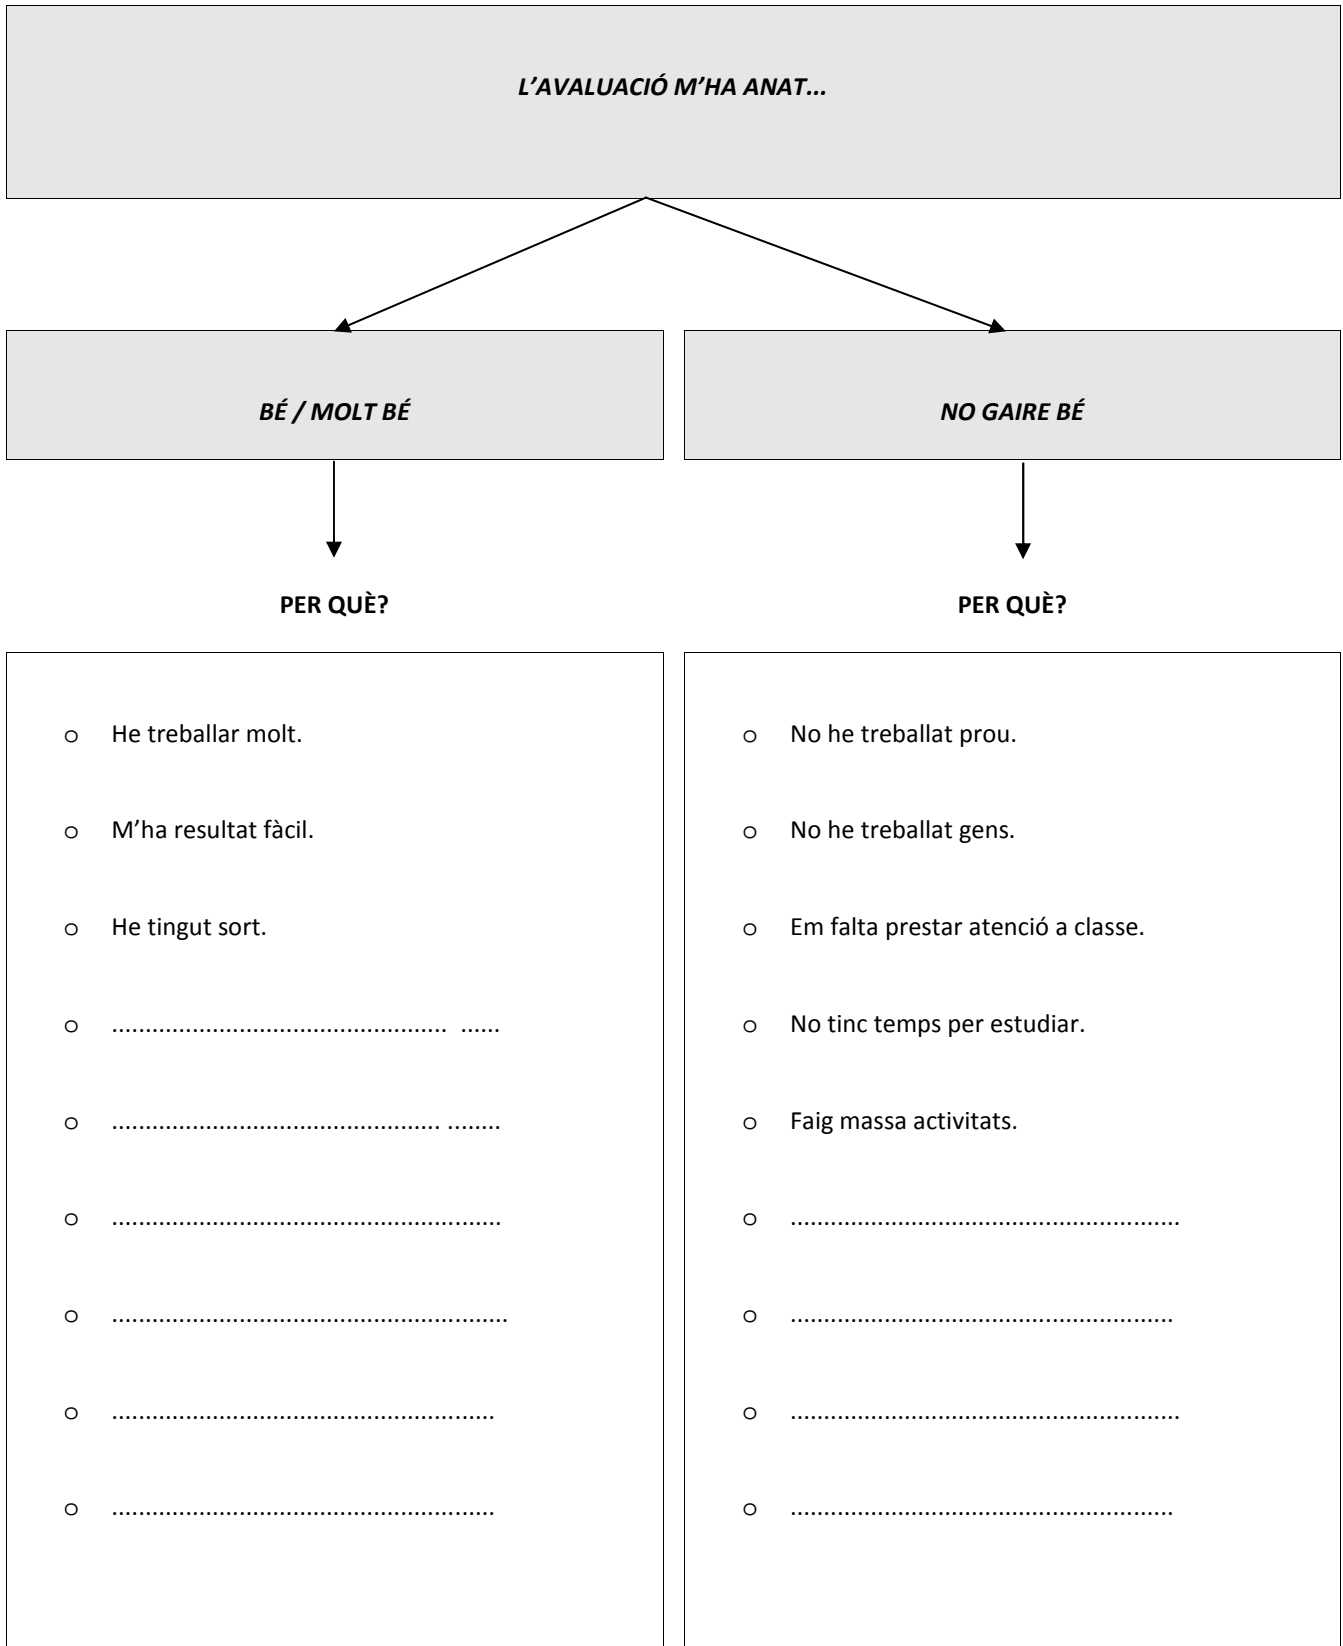 L'AVALUACIÓ M'HA ANAT...
BÉ / MOLT BÉ
NO GAIRE BÉ
PER QUÈ?
PER QUÈ?
o He treballar molt.
o M'ha resultat fàcil.
o He tingut sort.
o .................................................. ......
o ................................................. ........
o ..........................................................
o ...........................................................
o .........................................................
o .........................................................
o No he treballat prou.
o No he treballat gens.
o Em falta prestar atenció a classe.
o No tinc temps per estudiar.
o Faig massa activitats.
o ..........................................................
o .........................................................
o ..........................................................
o .........................................................